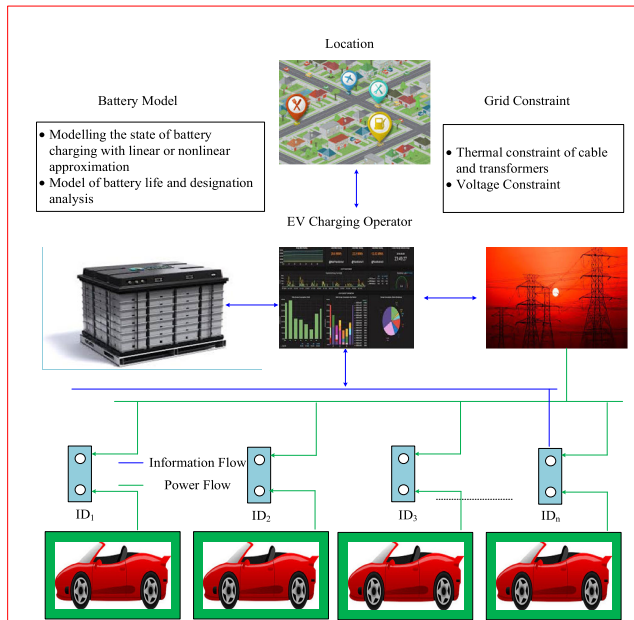 Location
Battery Model
Grid Constraint
● Modelling the state of battery
charging with linear or nonlinear
approximation
● Model of battery life and designation
analysis
● Thermal constraint of cable
and transformers
● Voltage Constraint
EV Charging Operator
Information Flow
Power Flow
ID1
ID2
ID3
IDn